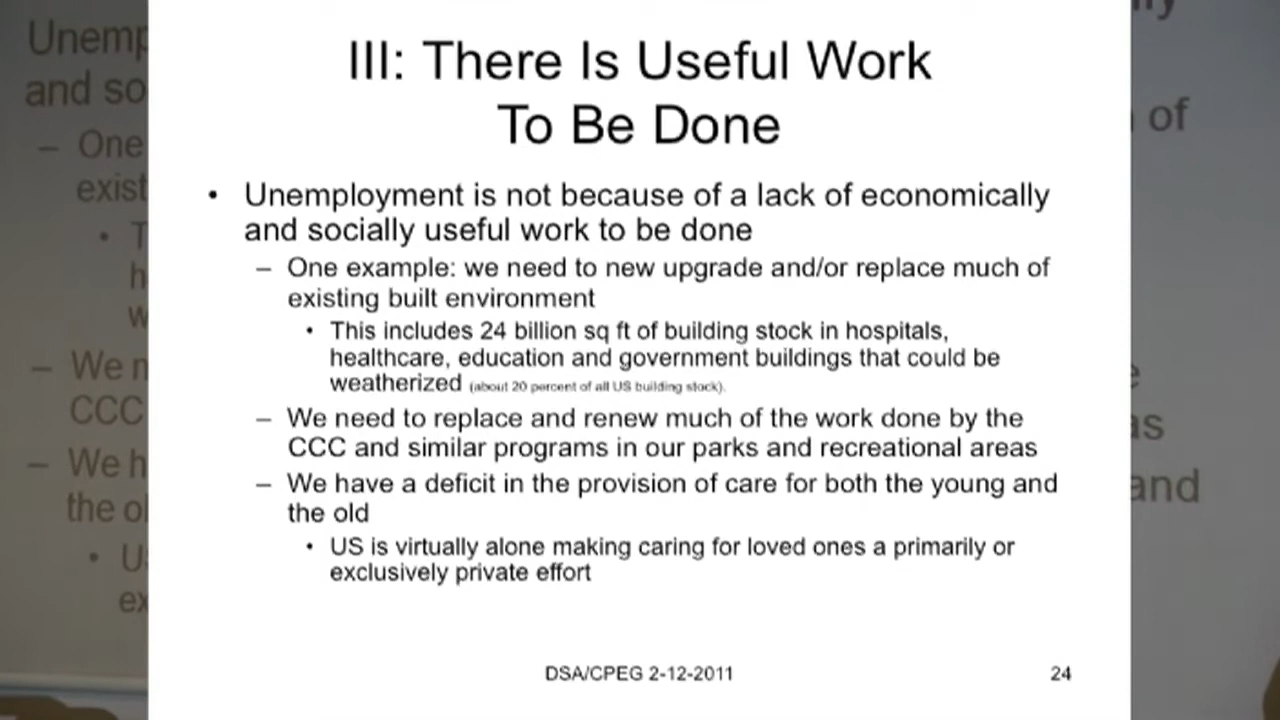 III: There Is Useful Work
To Be Done
• Unemployment is not because of a lack of economically
and socially useful work to be done
– One example: we need to new upgrade and/or replace much of
existing built environment
• This includes 24 billion sq ft of building stock in hospitals,
healthcare, education and government buildings that could be
weatherized (about 20 percent of all US building stock).
– We need to replace and renew much of the work done by the
CCC and similar programs in our parks and recreational areas
– We have a deficit in the provision of care for both the young and
the old
• US is virtually alone making caring for loved ones a primarily or
exclusively private effort
DSA/CPEG 2-12-2011
24